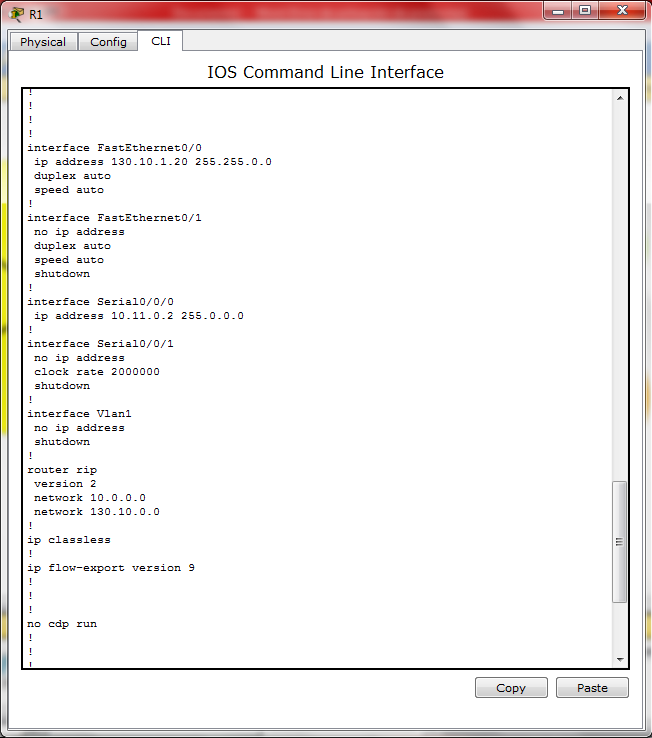 R1
Physical Config CLI
IOS Command Line Interface
!
!
!
!
interface FastEthernet0/0
 ip address 130.10.1.20 255.255.0.0
 duplex auto
 speed auto
!
interface FastEthernet0/1
 no ip address
 duplex auto
 speed auto
 shutdown
!
interface Serial0/0/0
 ip address 10.11.0.2 255.0.0.0
!
interface Serial0/0/1
 no ip address
 clock rate 2000000
 shutdown
!
interface Vlan1
 no ip address
 shutdown
!
router rip
 version 2
 network 10.0.0.0
 network 130.10.0.0
!
ip classless
!
ip flow-export version 9
!
!
!
no cdp run
!
!
!
Copy Paste